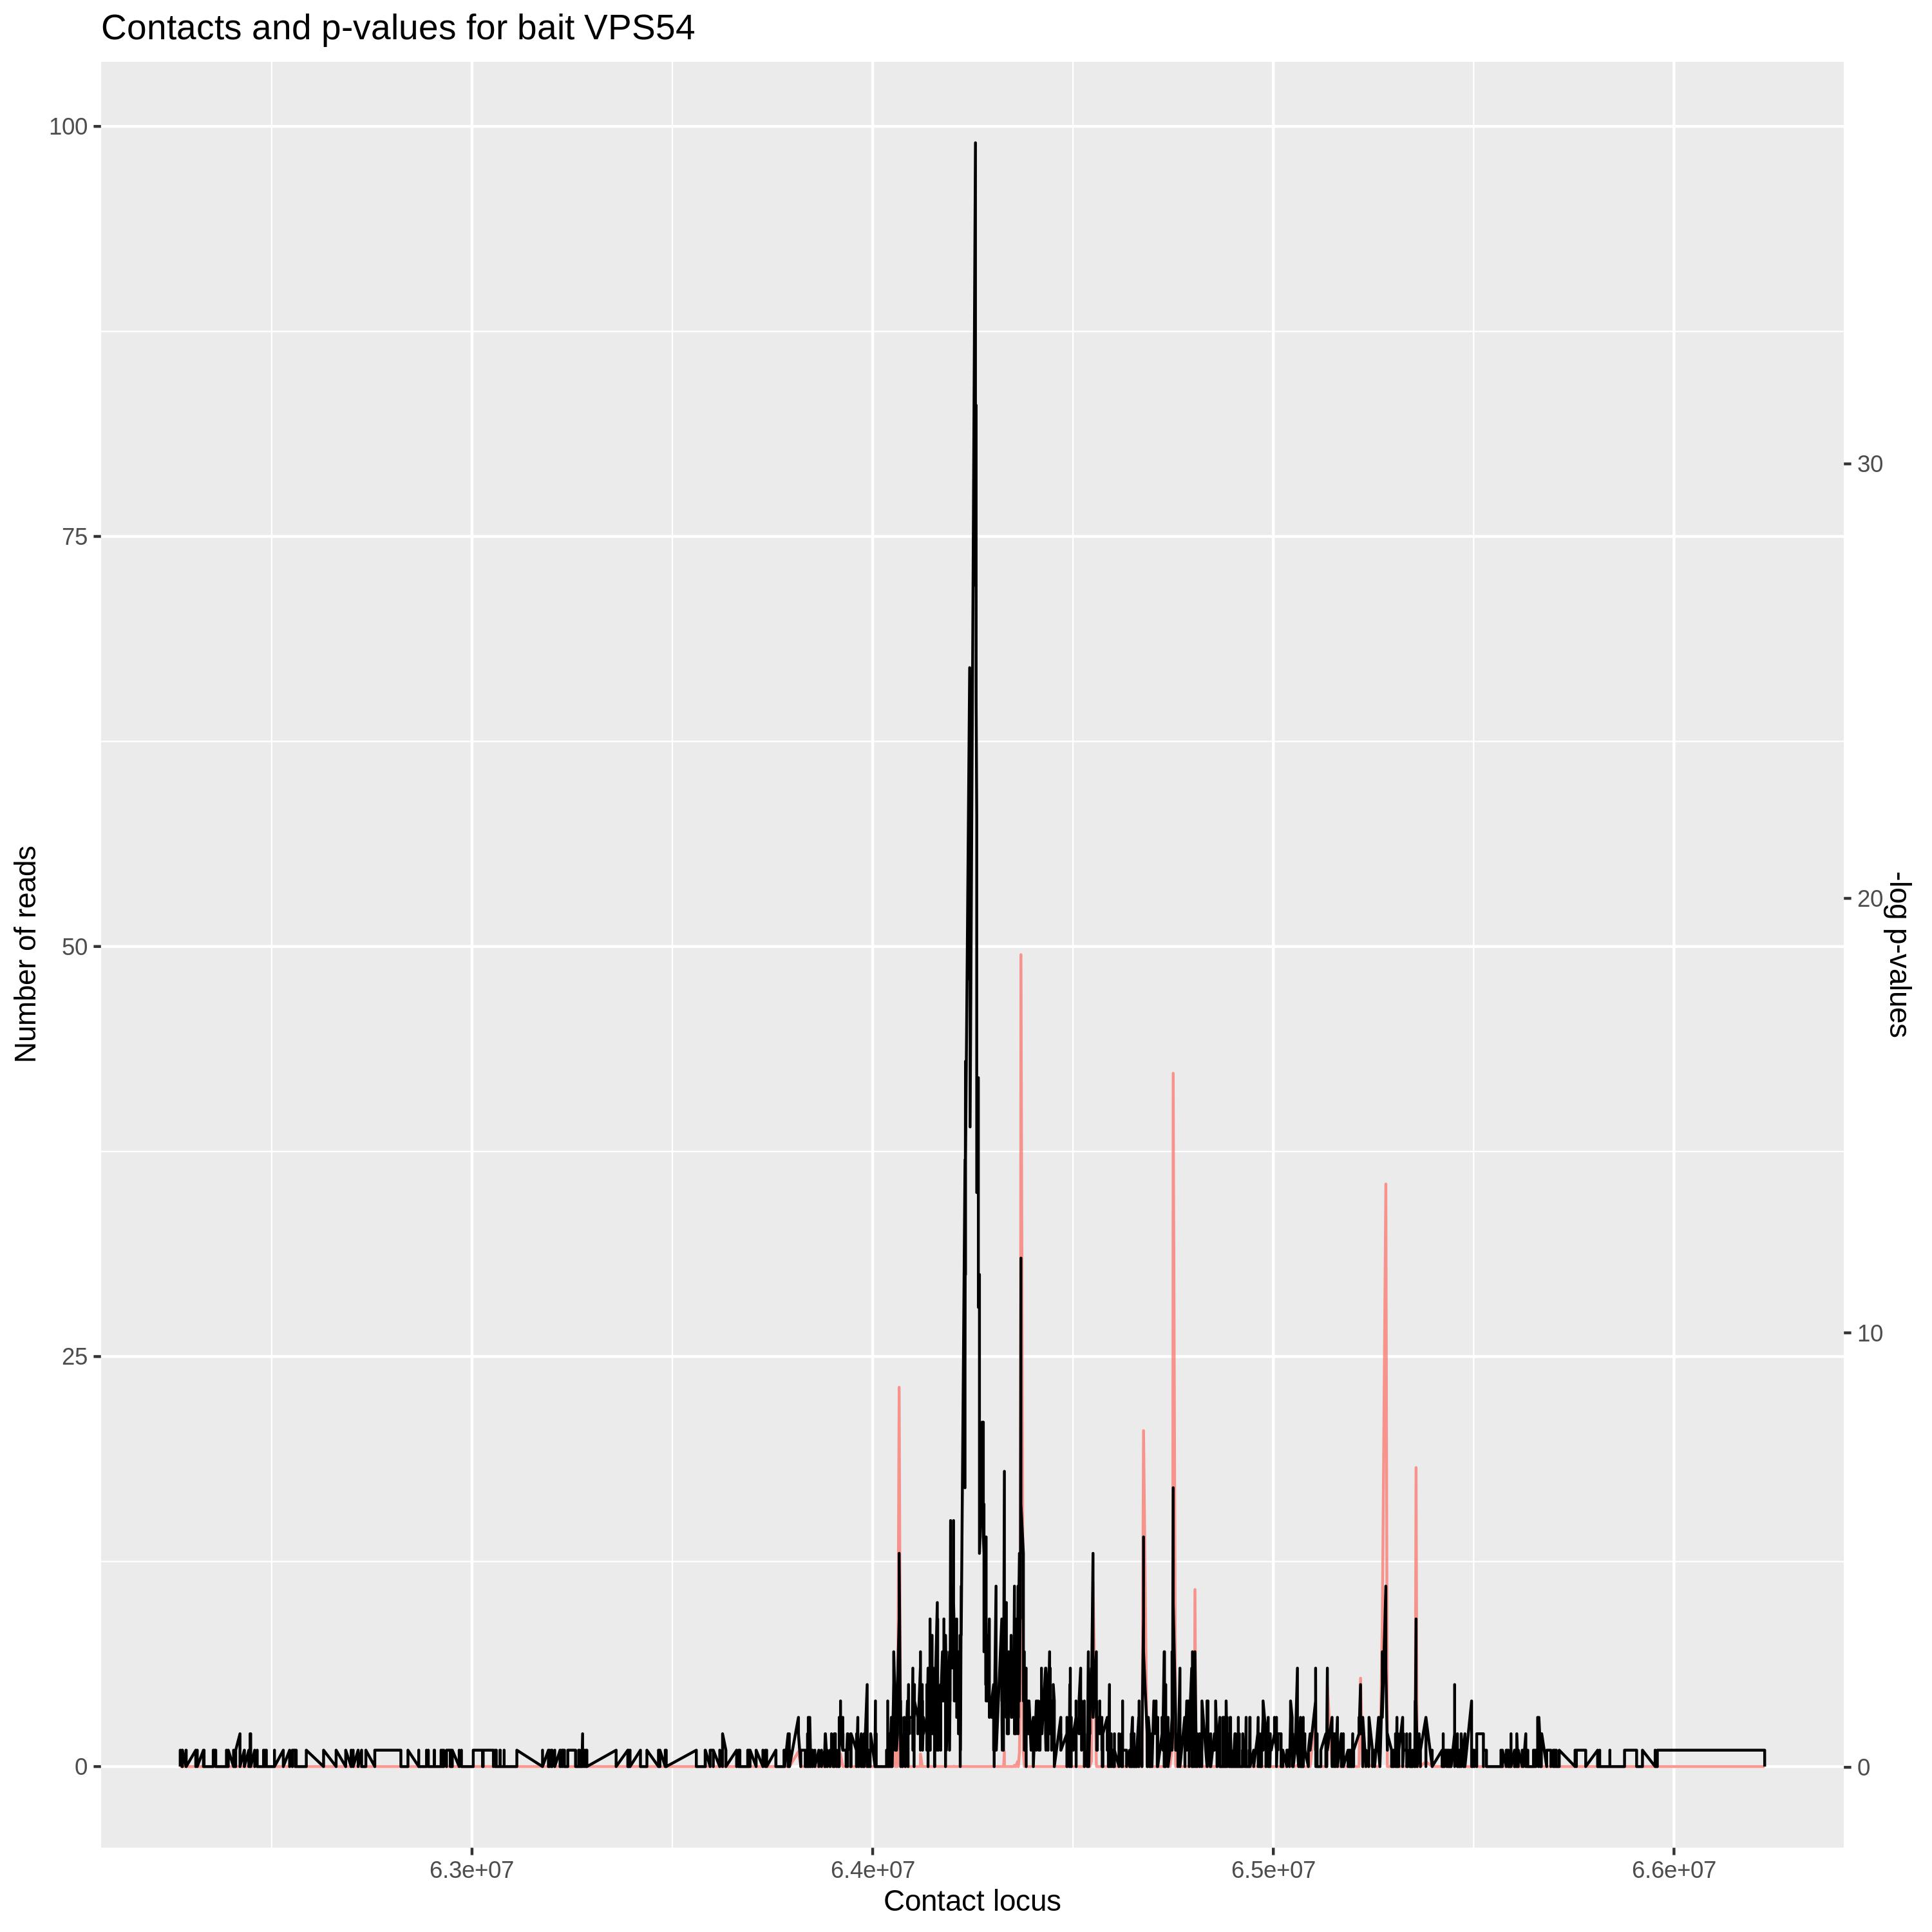 Contacts and p-values for bait VPS54
100
75
50
25
0
Number of reads
30
20
10
0
-log p-values
6.3e+07
6.4e+07
6.5e+07
6.6e+07
Contact locus